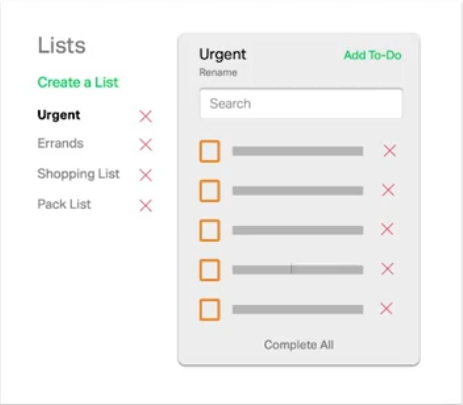 Lists
Create a List
Urgent
Errands
Shopping List
Pack List
Urgent
Add To-Do
Rename
Search
Complete All